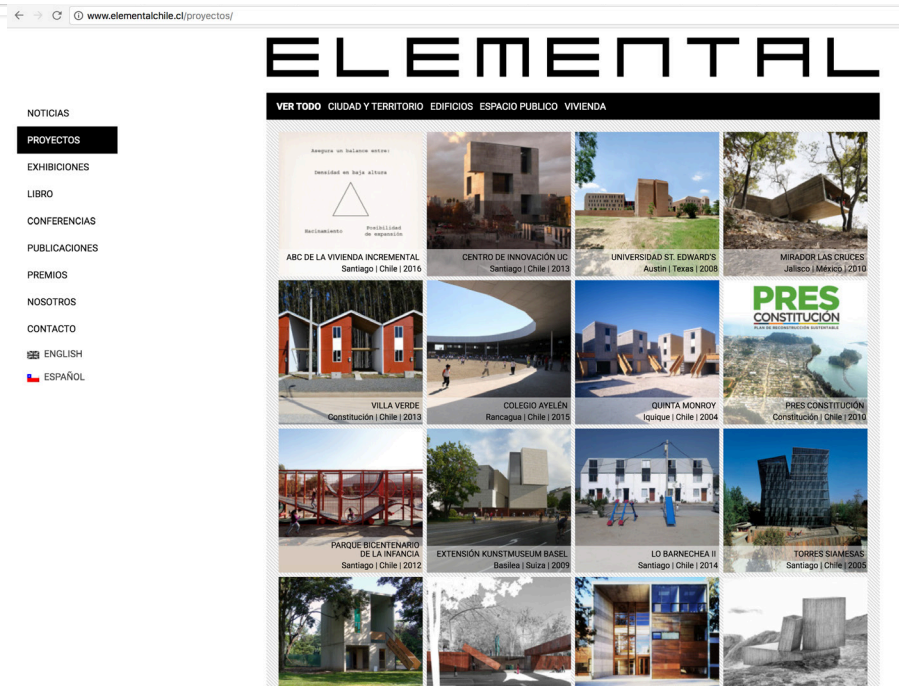 www.elementalchile.cl/proyectos/
ELEMENTAL
NOTICIAS
PROYECTOS
EXHIBICIONES
LIBRO
CONFERENCIAS
PUBLICACIONES
PREMIOS
NOSOTROS
CONTACTO
ENGLISH
ESPAÑOL
VER TODO CIUDAD Y TERRITORIO EDIFICIOS ESPACIO PUBLICO VIVIENDA
Asegura un balance entre:
Densidad en baja altura
Hacinamiento
Posibilidad
de expansión
ABC DE LA VIVIENDA INCREMENTAL
Santiago | Chile | 2016
CENTRO DE INNOVACIÓN UC
Santiago | Chile | 2013
UNIVERSIDAD ST. EDWARD'S
Austin | Texas | 2008
MIRADOR LAS CRUCES
Jalisco | México | 2010
VILLA VERDE
Constitución | Chile | 2013
COLEGIO AYELÉN
Rancagua | Chile | 2015
QUINTA MONROY
Iquique | Chile | 2004
PRES
CONSTITUCIÓN
PLAN DE RECONSTRUCCIÓN SUSTENTABLE
PRES CONSTITUCIÓN
Constitución | Chile | 2010
PARQUE BICENTENARIO
DE LA INFANCIA
Santiago | Chile | 2012
EXTENSIÓN KUNSTMUSEUM BASEL
Basilea | Suiza | 2009
LO BARNECHEA II
Santiago | Chile | 2014
TORRES SIAMESAS
Santiago | Chile | 2005